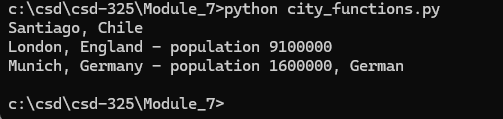 c:\csd\csd-325\Module_7>python city_functions.py
Santiago, Chile
London, England - population 9100000
Munich, Germany - population 1600000, German
c:\csd\csd-325\Module_7>